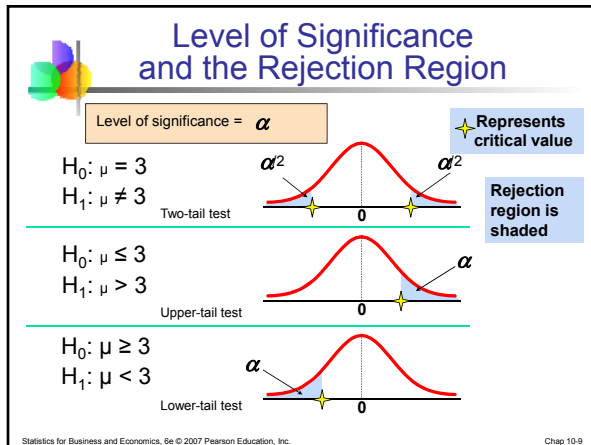 Level of Significance
and the Rejection Region
Level of significance = α
Represents
critical value
H₀: μ = 3
H₁: μ ≠ 3
Two-tail test
α/2
α/2
0
Rejection
region is
shaded
H₀: μ ≤ 3
H₁: μ > 3
Upper-tail test
α
0
H₀: μ ≥ 3
H₁: μ < 3
Lower-tail test
α
0
Statistics for Business and Economics, 6e © 2007 Pearson Education, Inc.
Chap 10-9